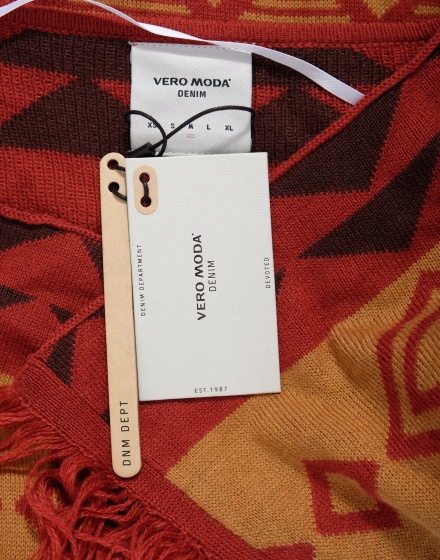 VERO MODA
DENIM
XS S M L XL
DENIM DEPARTMENT
VERO MODA
DENIM
DEVOTED
EST.1987
DNM DEPT